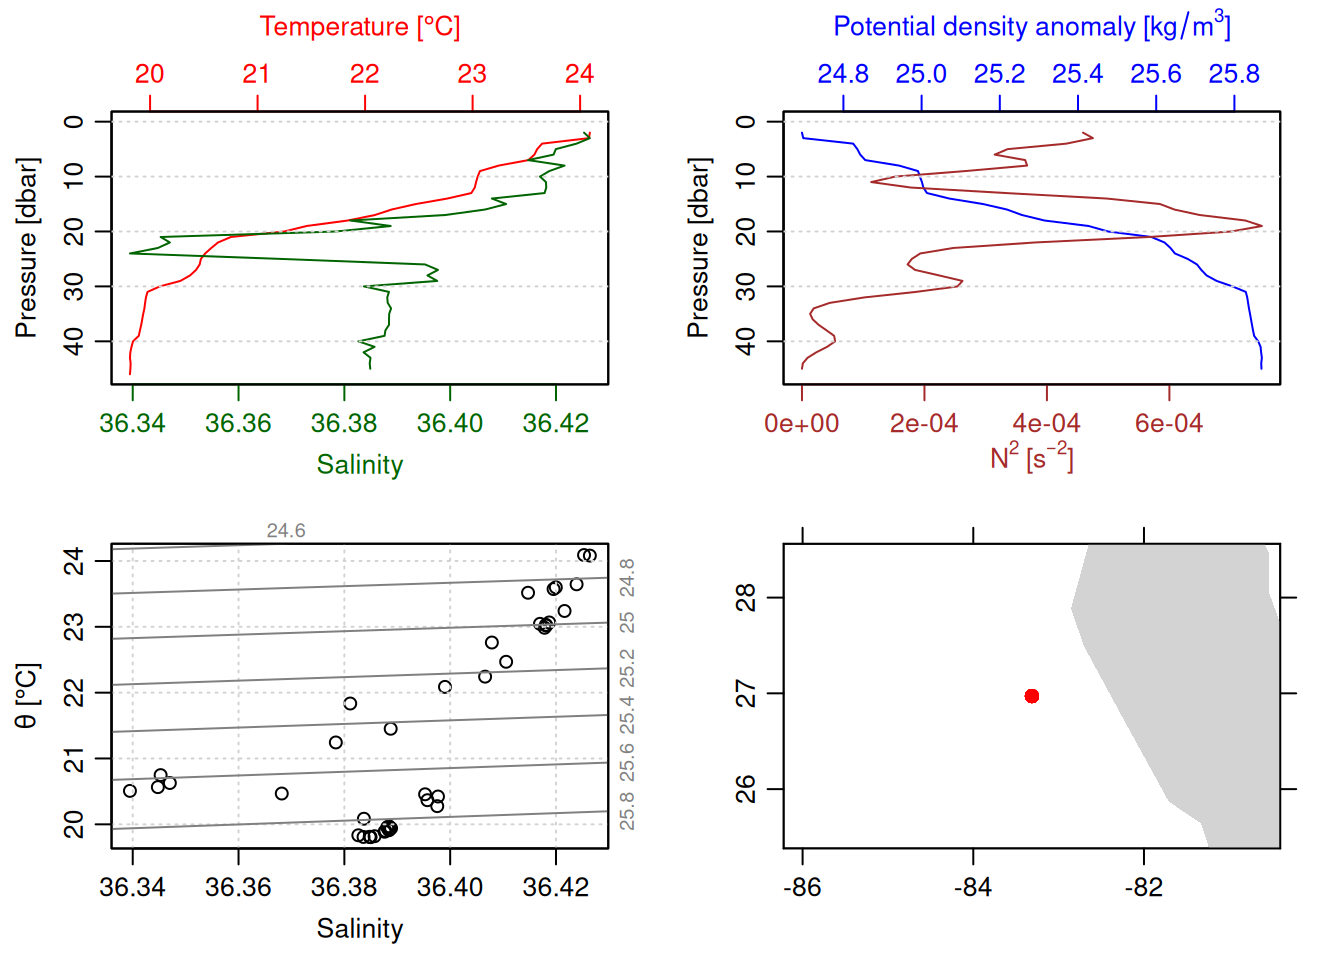 Temperature [°C]
20 21 22 23 24
Pressure [dbar]
0
10
20
30
40
36.34 36.36 36.38 36.40 36.42
Salinity
Potential density anomaly [kg/m³]
24.8 25.0 25.2 25.4 25.6 25.8
Pressure [dbar]
0
10
20
30
40
0e+00 2e-04 4e-04 6e-04
N² [s⁻²]
24.6
θ [°C]
24
23
22
21
20
24.8
25
25.2
25.4
25.6
25.8
36.34 36.36 36.38 36.40 36.42
Salinity
28
27
26
-86 -84 -82